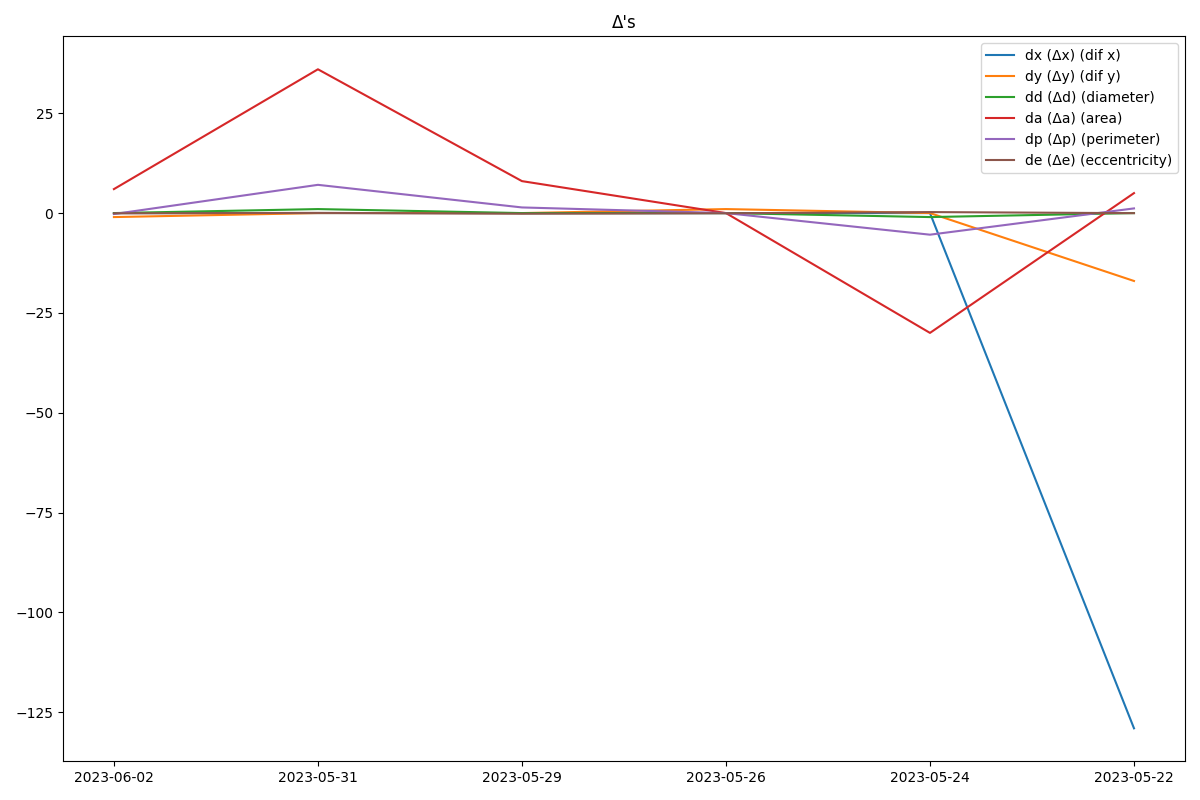 Δ's
dx (Δx) (dif x)
dy (Δy) (dif y)
dd (Δd) (diameter)
da (Δa) (area)
dp (Δp) (perimeter)
de (Δe) (eccentricity)
25
0
−25
−50
−75
−100
−125
2023-06-02 2023-05-31 2023-05-29 2023-05-26 2023-05-24 2023-05-22